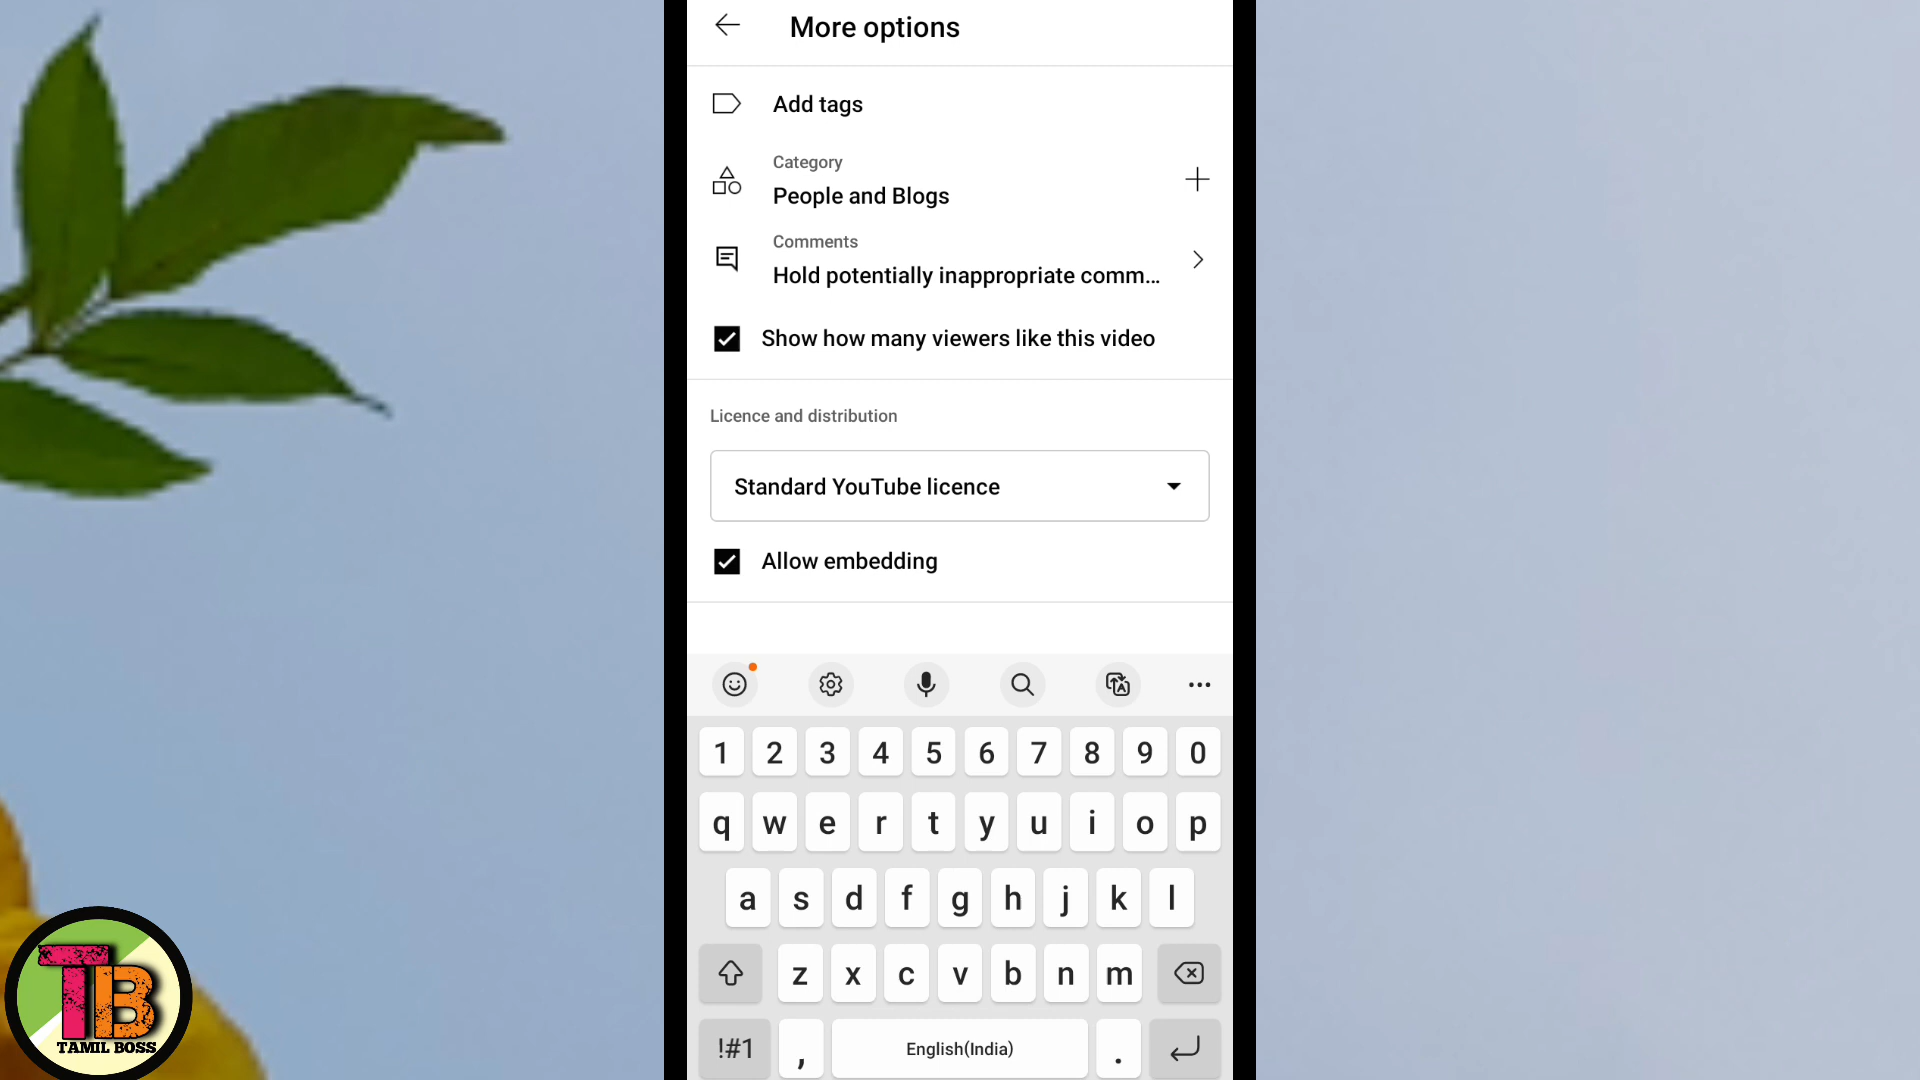 More options
Add tags
Category
People and Blogs
Comments
Hold potentially inappropriate comm...
Show how many viewers like this video
Licence and distribution
Standard YouTube licence
Allow embedding
1 2 3 4 5 6 7 8 9 0
q w e r t y u i o p
a s d f g h j k l
z x c v b n m
!#1 , English(India) .
TB
TAMIL BOSS